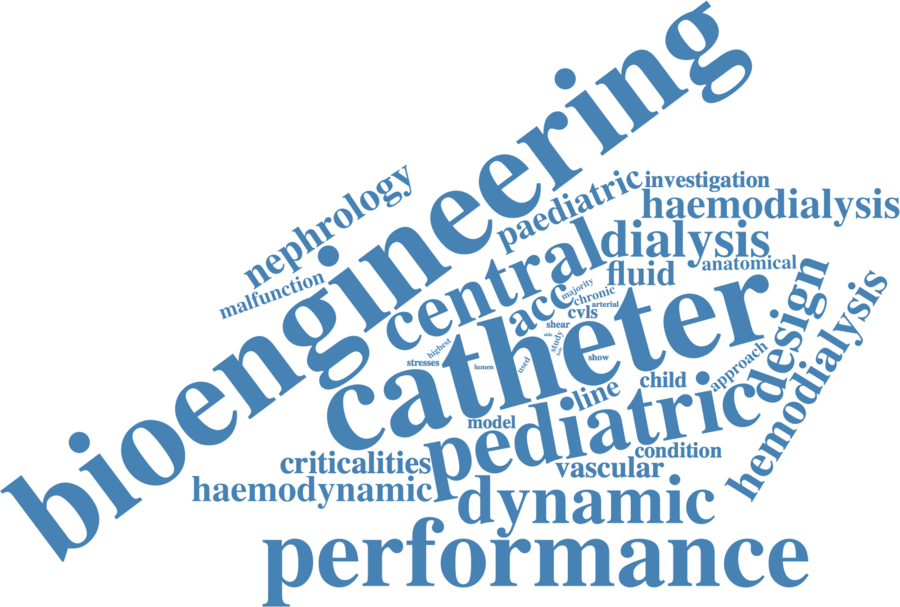 bioengineering
nephrology
malfunction
paediatric
investigation
haemodialysis
central
dialysis
fluid
anatomical
acc
majority
chronic
arterial
cvls
shear
study
catheter
design
hemodialysis
highest
stresses
lumen
used
show
approach
child
line
model
pediatric
condition
criticalities
vascular
haemodynamic
dynamic
performance